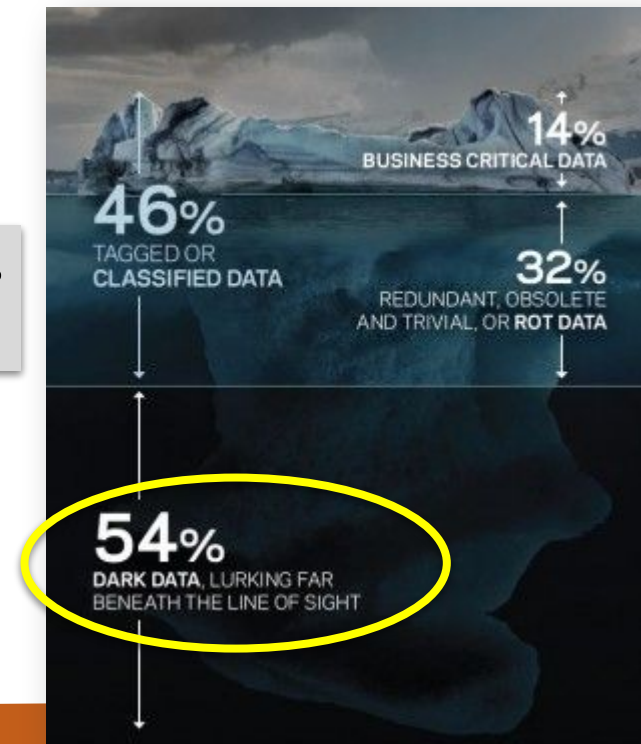 14%
BUSINESS CRITICAL DATA
46%
TAGGED OR
CLASSIFIED DATA
32%
REDUNDANT, OBSOLETE
AND TRIVIAL, OR ROT DATA
54%
DARK DATA, LURKING FAR
BENEATH THE LINE OF SIGHT